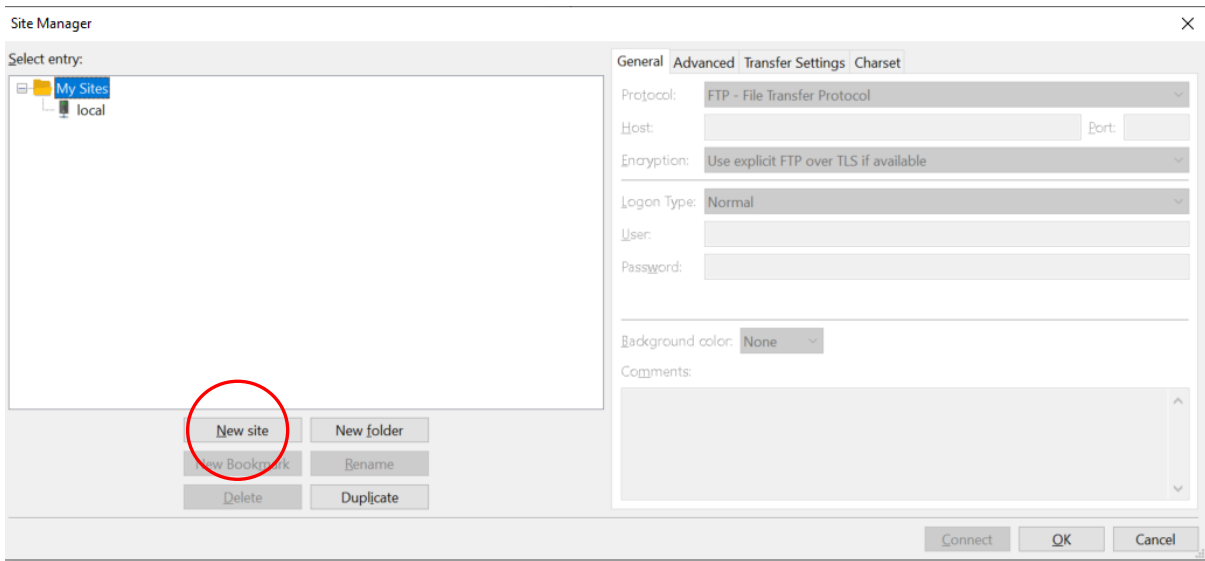 Site Manager
Select entry:
My Sites
local
New site New folder
New Bookmark Rename
Delete Duplicate
General Advanced Transfer Settings Charset
Protocol: FTP - File Transfer Protocol
Host: Port:
Encryption: Use explicit FTP over TLS if available
Logon Type: Normal
User:
Password:
Background color: None
Comments:
Connect OK Cancel